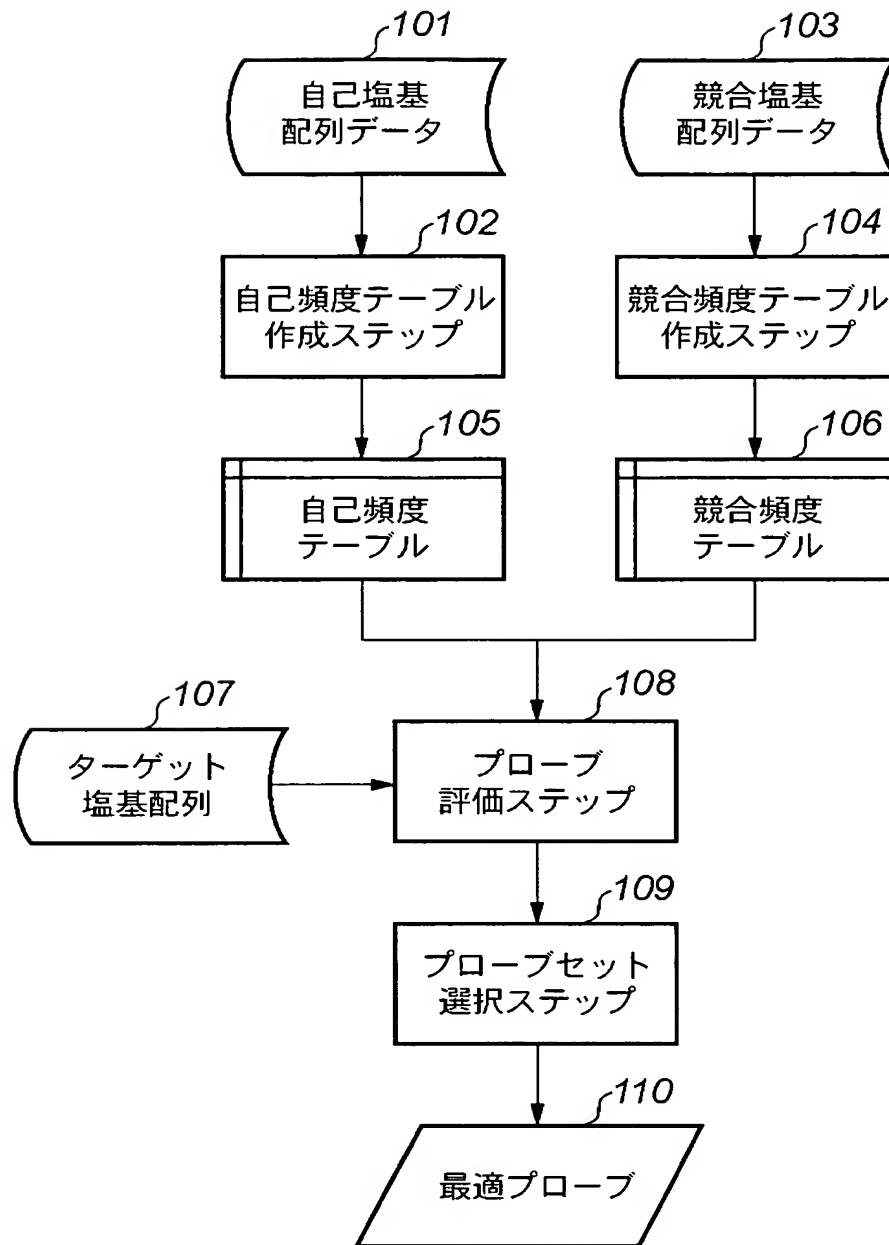 101
自己塩基
配列データ
103
競合塩基
配列データ
102
自己頻度テーブル
作成ステップ
104
競合頻度テーブル
作成ステップ
105
自己頻度
テーブル
106
競合頻度
テーブル
107
ターゲット
塩基配列
108
プローブ
評価ステップ
109
プローブセット
選択ステップ
110
最適プローブ